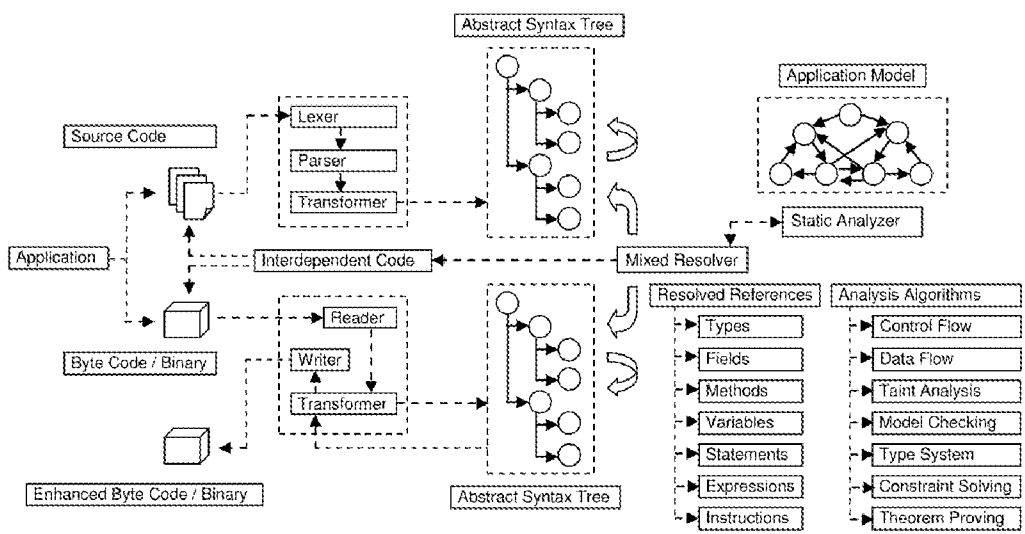 Abstract Syntax Tree
Application Model
Source Code
Lexer
Parser
Transformer
Static Analyzer
Application
Interdependent Code
Mixed Resolver
Resolved References
Analysis Algorithms
Reader
Types
Control Flow
Byte Code / Binary
Writer
Fields
Data Flow
Methods
Taint Analysis
Transformer
Variables
Model Checking
Statements
Type System
Enhanced Byte Code / Binary
Abstract Syntax Tree
Expressions
Constraint Solving
Instructions
Theorem Proving